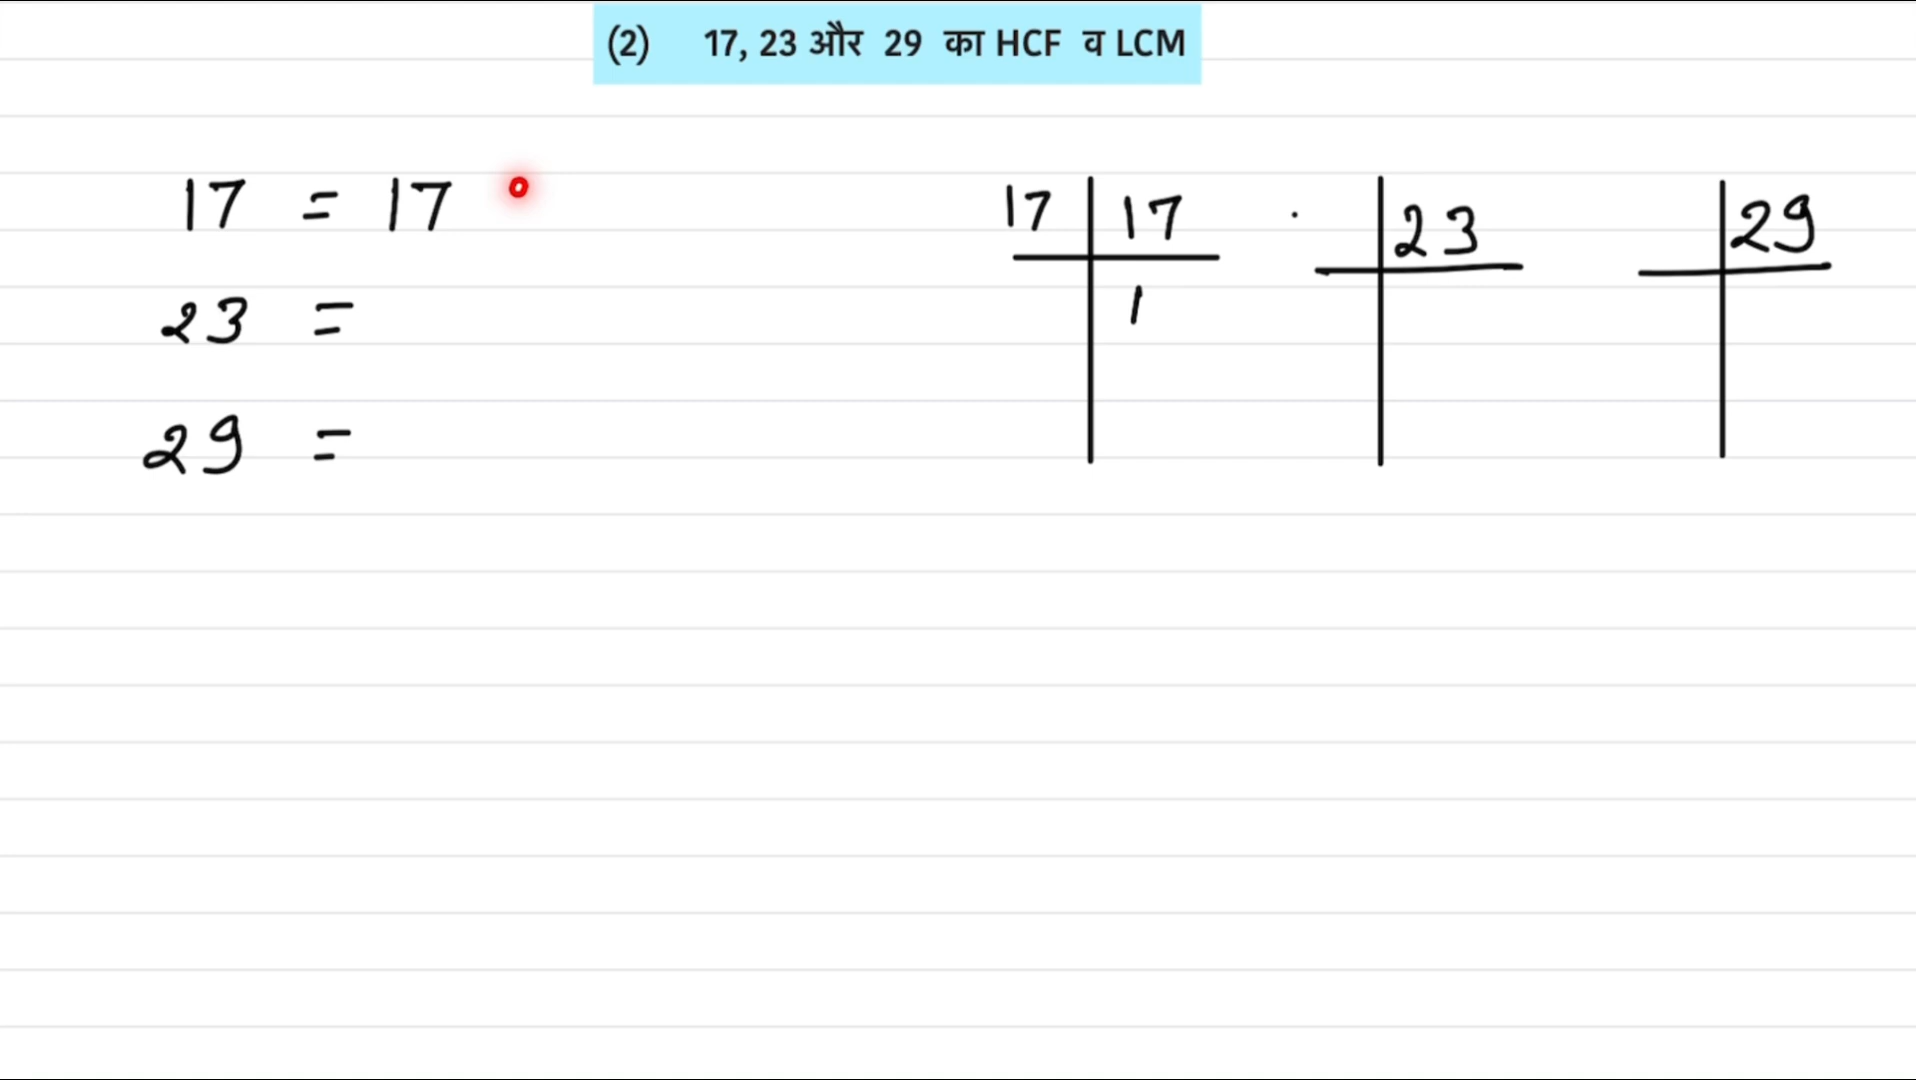 (2) 17, 23 और 29 का HCF व LCM
17 = 17
23 =
29 =
17 | 17
1
23
29